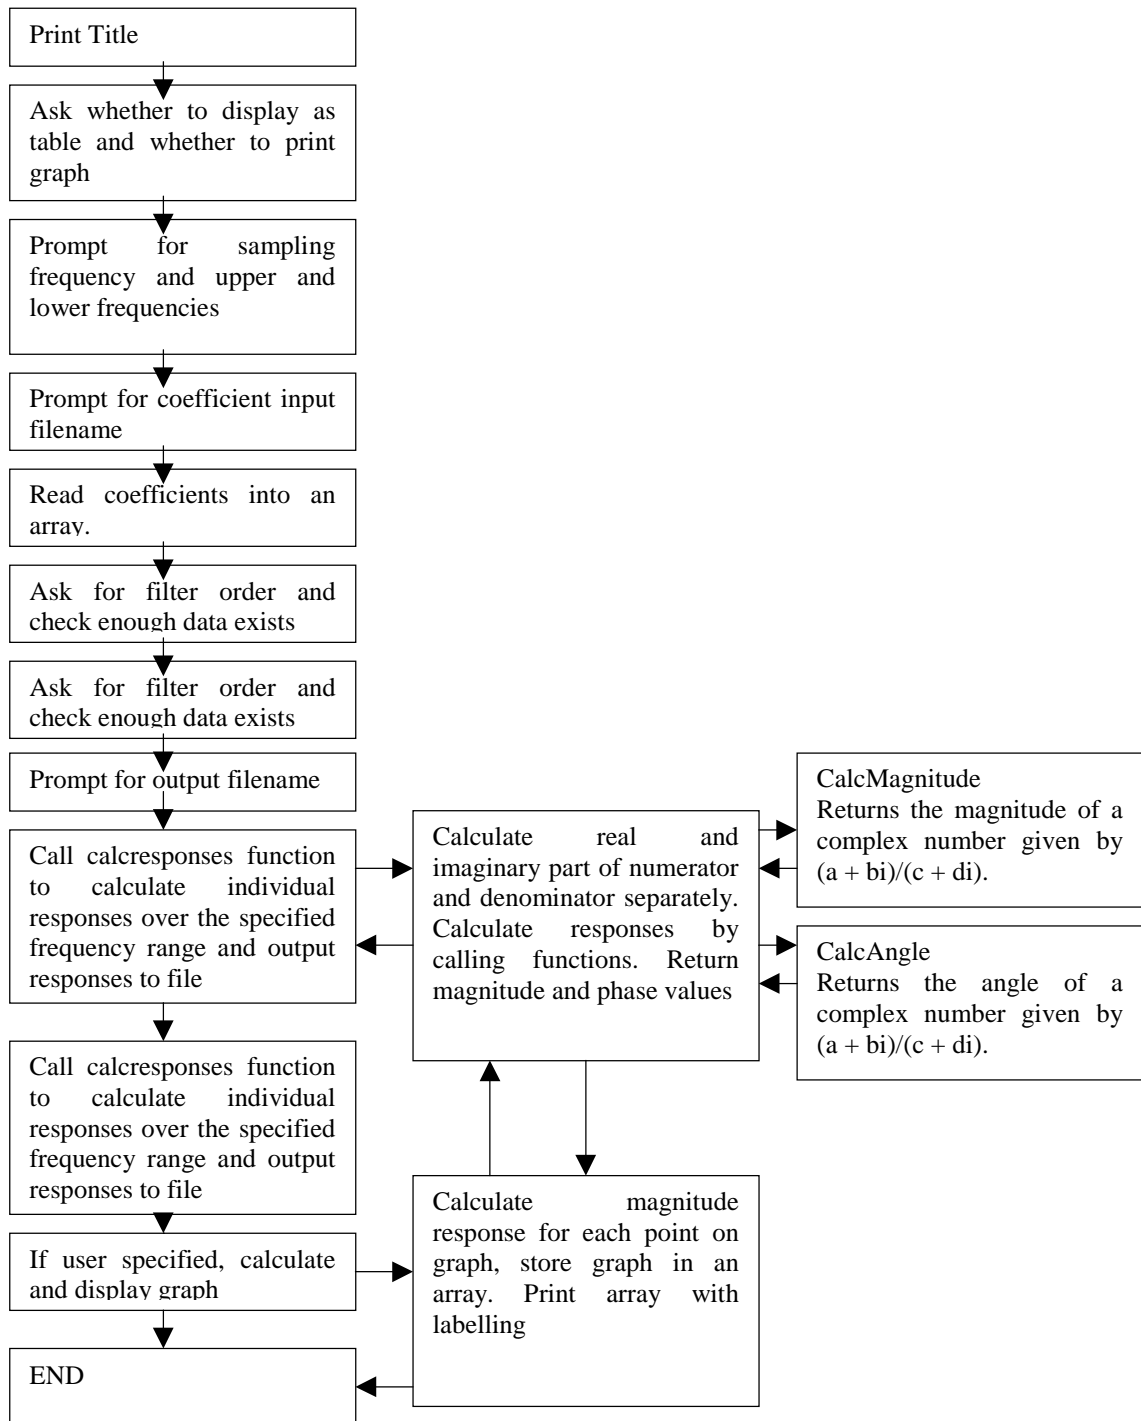 Print Title
Ask whether to display as
table and whether to print
graph
Prompt for sampling
frequency and upper and
lower frequencies
Prompt for coefficient input
filename
Read coefficients into an
array.
Ask for filter order and
check enough data exists
Ask for filter order and
check enough data exists
Prompt for output filename
Call calcresponses function
to calculate individual
responses over the specified
frequency range and output
responses to file
Call calcresponses function
to calculate individual
responses over the specified
frequency range and output
responses to file
If user specified, calculate
and display graph
END
Calculate real and
imaginary part of numerator
and denominator separately.
Calculate responses by
calling functions. Return
magnitude and phase values
CalcMagnitude
Returns the magnitude of a
complex number given by
(a + bi)/(c + di).
CalcAngle
Returns the angle of a
complex number given by
(a + bi)/(c + di).
Calculate magnitude
response for each point on
graph, store graph in an
array. Print array with
labelling